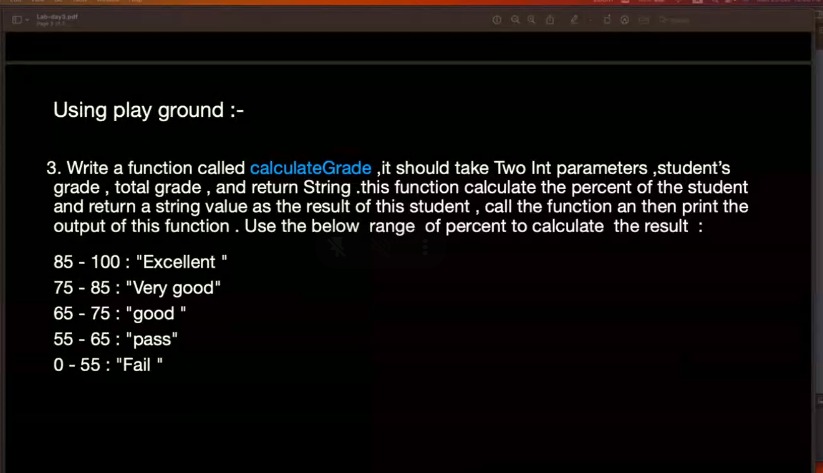 Lab-day3.pdf
Using play ground :-
3. Write a function called calculateGrade ,it should take Two Int parameters ,student's
grade , total grade , and return String .this function calculate the percent of the student
and return a string value as the result of this student , call the function an then print the
output of this function . Use the below range of percent to calculate the result :
85 - 100 : "Excellent "
75 - 85 : "Very good"
65 - 75 : "good "
55 - 65 : "pass"
0 - 55 : "Fail "